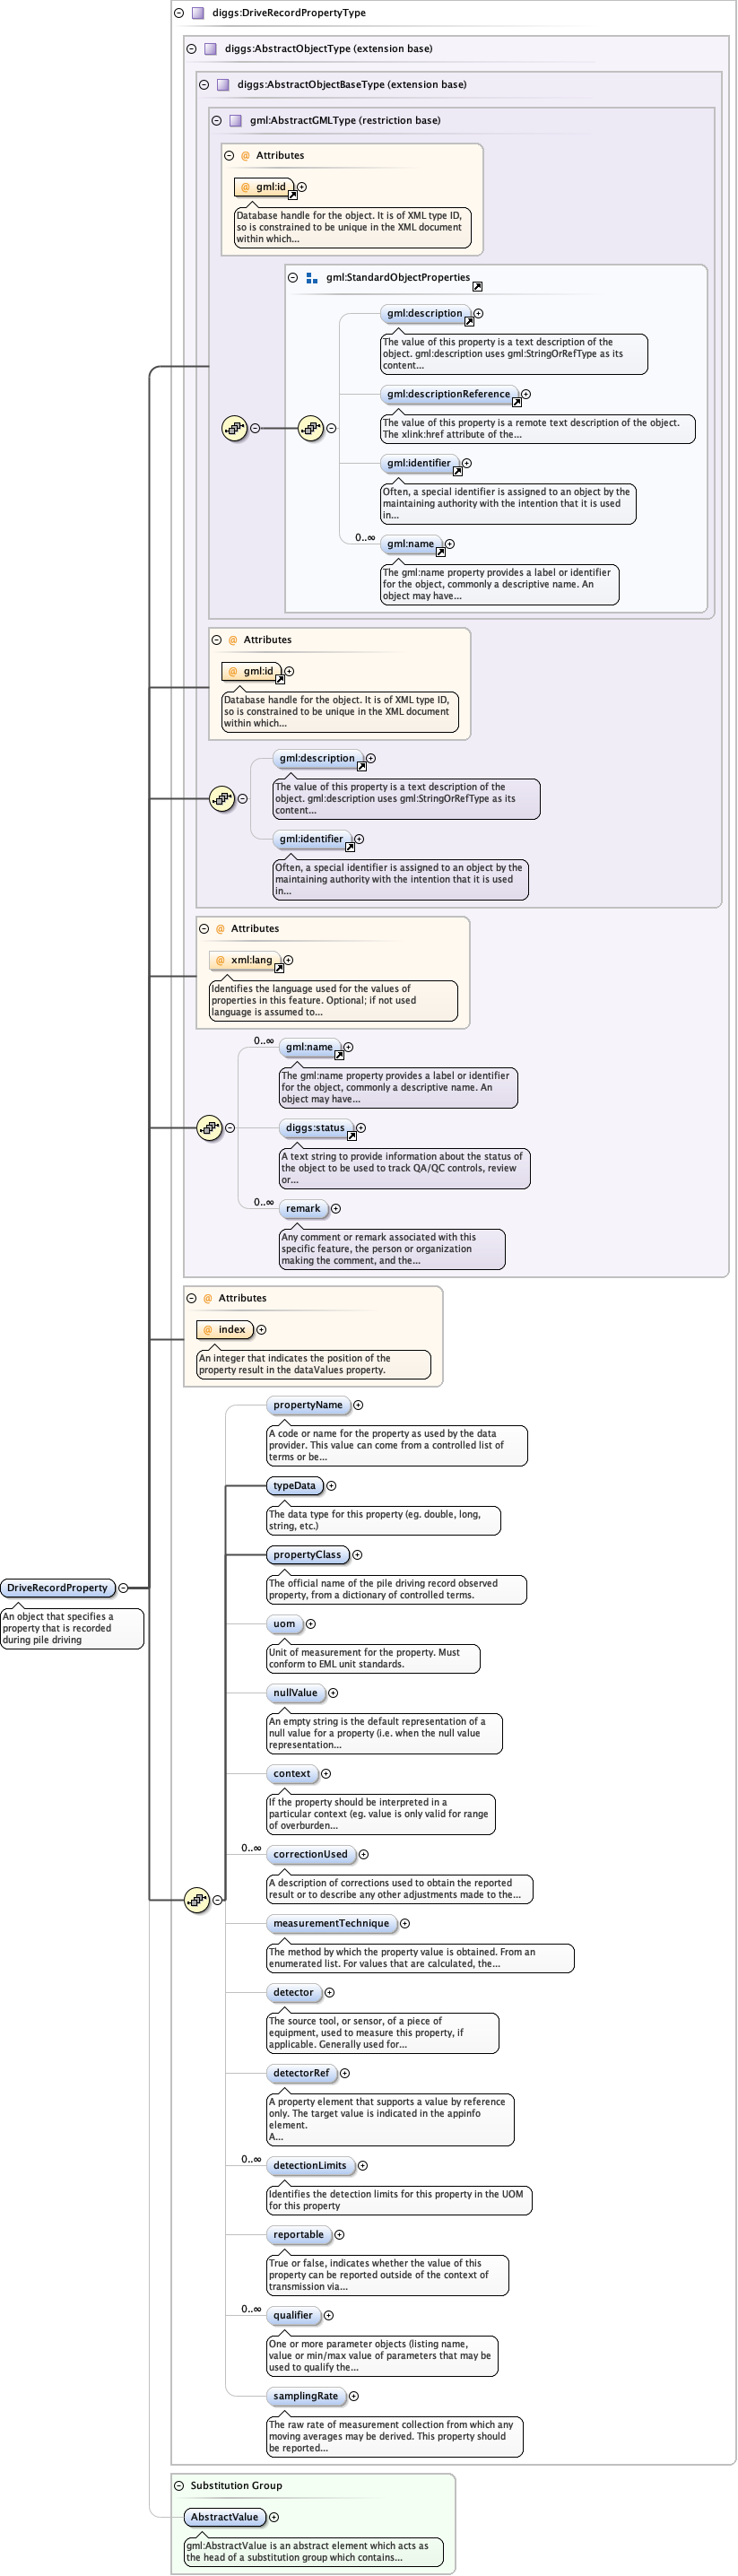 diggs:DriveRecordPropertyType
diggs:AbstractObjectType (extension base)
diggs:AbstractObjectBaseType (extension base)
gml:AbstractGMLType (restriction base)
@ Attributes
@ gml:id
Database handle for the object. It is of XML type ID,
so is constrained to be unique in the XML document
within which...
gml:StandardObjectProperties
gml:description
The value of this property is a text description of the
object. gml:description uses gml:StringOrRefType as its
content...
gml:descriptionReference
The value of this property is a remote text description of the object.
The xlink:href attribute of the...
gml:identifier
Often, a special identifier is assigned to an object by the
maintaining authority with the intention that it is used
in...
0..∞
gml:name
The gml:name property provides a label or identifier
for the object, commonly a descriptive name. An
object may have...
@ Attributes
@ gml:id
Database handle for the object. It is of XML type ID,
so is constrained to be unique in the XML document
within which...
gml:description
The value of this property is a text description of the
object. gml:description uses gml:StringOrRefType as its
content...
gml:identifier
Often, a special identifier is assigned to an object by the
maintaining authority with the intention that it is used
in...
@ Attributes
@ xml:lang
Identifies the language used for the values of
properties in this feature. Optional; if not used
language is assumed to...
0..∞
gml:name
The gml:name property provides a label or identifier
for the object, commonly a descriptive name. An
object may have...
diggs:status
A text string to provide information about the status of
the object to be used to track QA/QC controls, review
or...
0..∞
remark
Any comment or remark associated with this
specific feature, the person or organization
making the comment, and the...
@ Attributes
@ index
An integer that indicates the position of the
property result in the dataValues property.
propertyName
A code or name for the property as used by the data
provider. This value can come from a controlled list of
terms or be...
typeData
The data type for this property (eg. double, long,
string, etc.)
propertyClass
The official name of the pile driving record observed
property, from a dictionary of controlled terms.
DriveRecordProperty
An object that specifies a
property that is recorded
during pile driving
uom
Unit of measurement for the property. Must
conform to EML unit standards.
nullValue
An empty string is the default representation of a
null value for a property (i.e. when the null value
representation...
context
If the property should be interpreted in a
particular context (eg. value is only valid for range
of overburden...
0..∞
correctionUsed
A description of corrections used to obtain the reported
result or to describe any other adjustments made to the...
measurementTechnique
The method by which the property value is obtained. From an
enumerated list. For values that are calculated, the...
detector
The source tool, or sensor, of a piece of
equipment, used to measure this property, if
applicable. Generally used for...
detectorRef
A property element that supports a value by reference
only. The target value is indicated in the appinfo
element.
A...
0..∞
detectionLimits
Identifies the detection limits for this property in the UOM
for this property
reportable
True or false, indicates whether the value of this
property can be reported outside of the context of
transmission via...
0..∞
qualifier
One or more parameter objects (listing name,
value or min/max value of parameters that may be
used to qualify the...
samplingRate
The raw rate of measurement collection from which any
moving averages may be derived. This property should
be reported...
Substitution Group
AbstractValue
gml:AbstractValue is an abstract element which acts as
the head of a substitution group which contains...